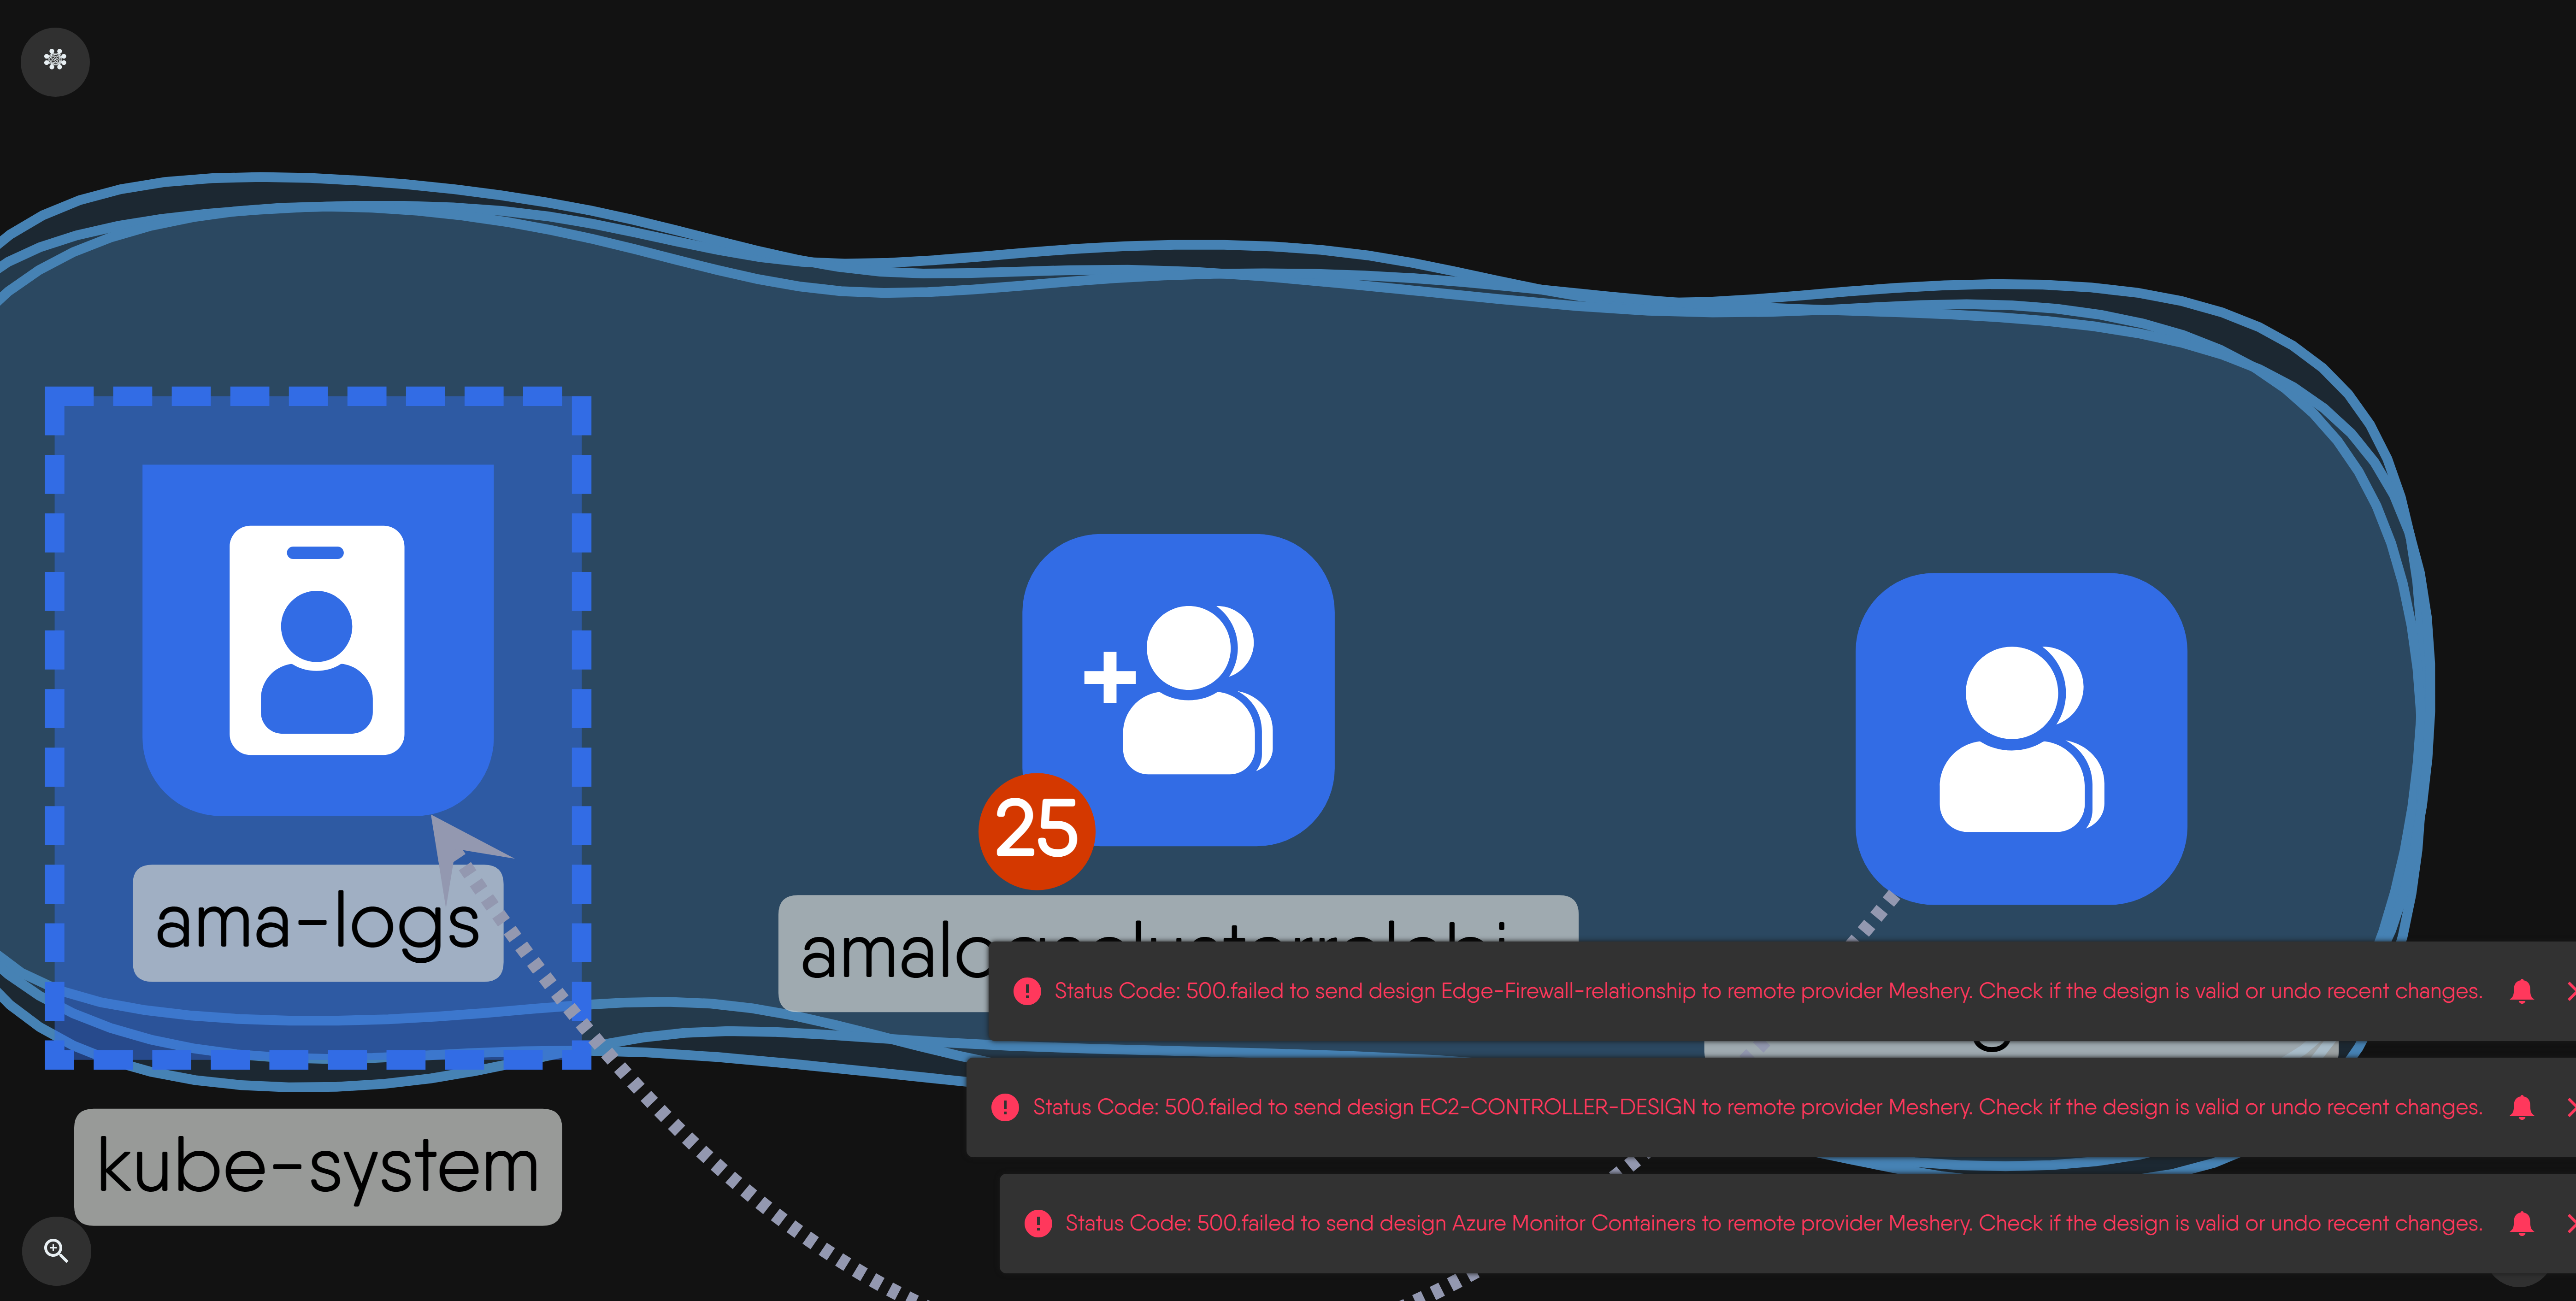 25
ama-logs
kube-system
Status Code: 500.failed to send design Edge-Firewall-relationship to remote provider Meshery. Check if the design is valid or undo recent changes.
Status Code: 500.failed to send design EC2-CONTROLLER-DESIGN to remote provider Meshery. Check if the design is valid or undo recent changes.
Status Code: 500.failed to send design Azure Monitor Containers to remote provider Meshery. Check if the design is valid or undo recent changes.